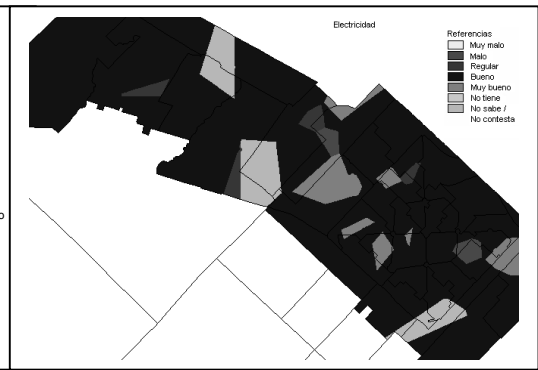 Electricidad
Referencias
Muy malo
Malo
Regular
Bueno
Muy bueno
No tiene
No sabe /
No contesta
o